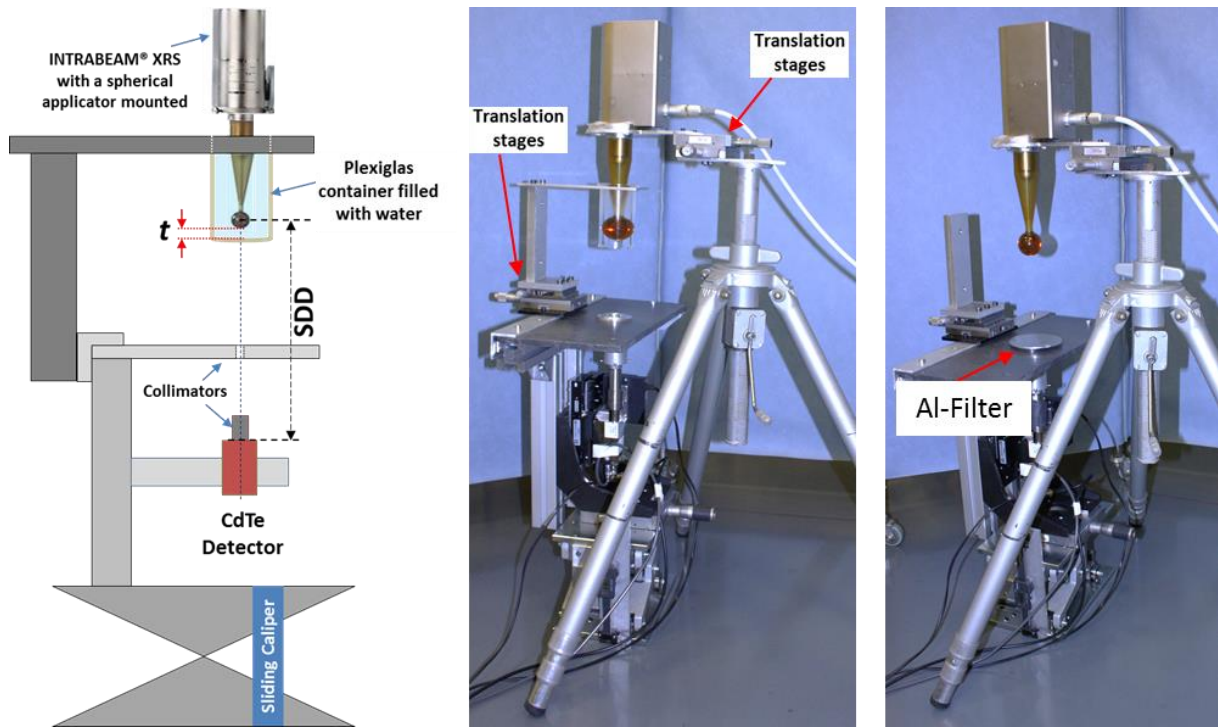 INTRABEAM® XRS
with a spherical
applicator mounted
Plexiglas
container filled
with water
t
SDD
Collimators
CdTe
Detector
Sliding Caliper
Translation
stages
Translation
stages
Al-Filter